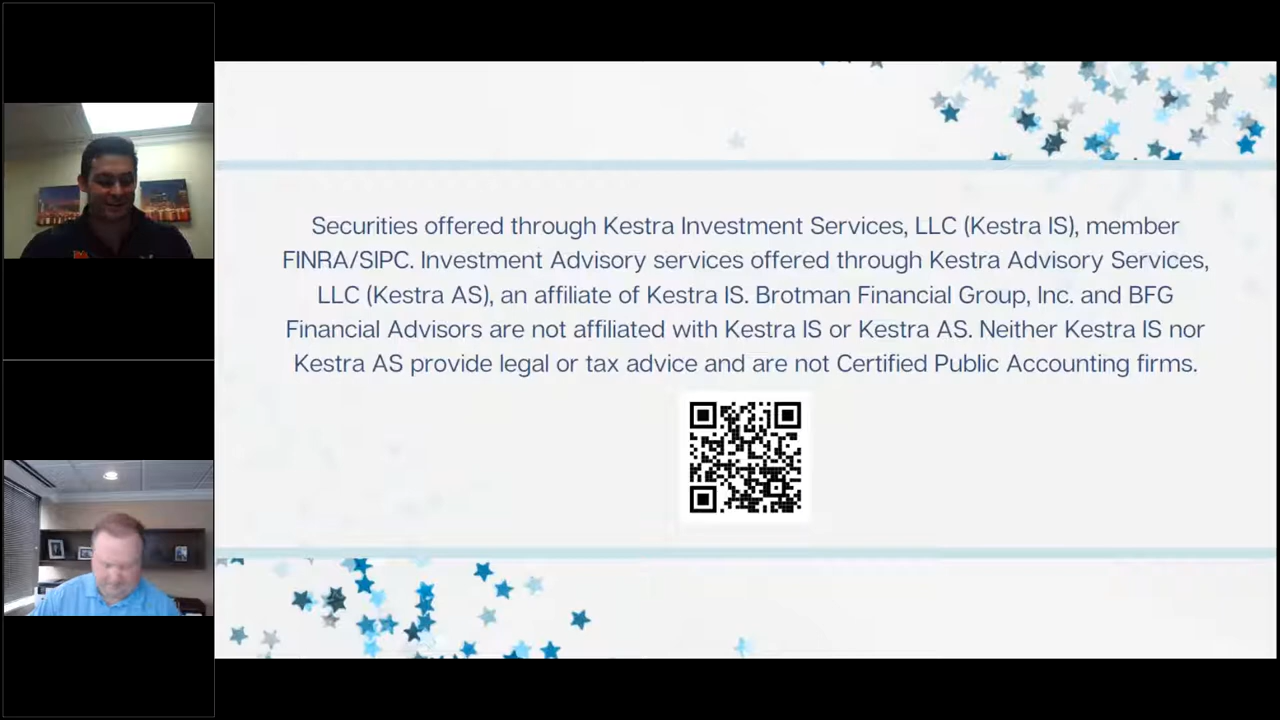 Securities offered through Kestra Investment Services, LLC (Kestra IS), member
FINRA/SIPC. Investment Advisory services offered through Kestra Advisory Services,
LLC (Kestra AS), an affiliate of Kestra IS. Brotman Financial Group, Inc. and BFG
Financial Advisors are not affiliated with Kestra IS or Kestra AS. Neither Kestra IS nor
Kestra AS provide legal or tax advice and are not Certified Public Accounting firms.